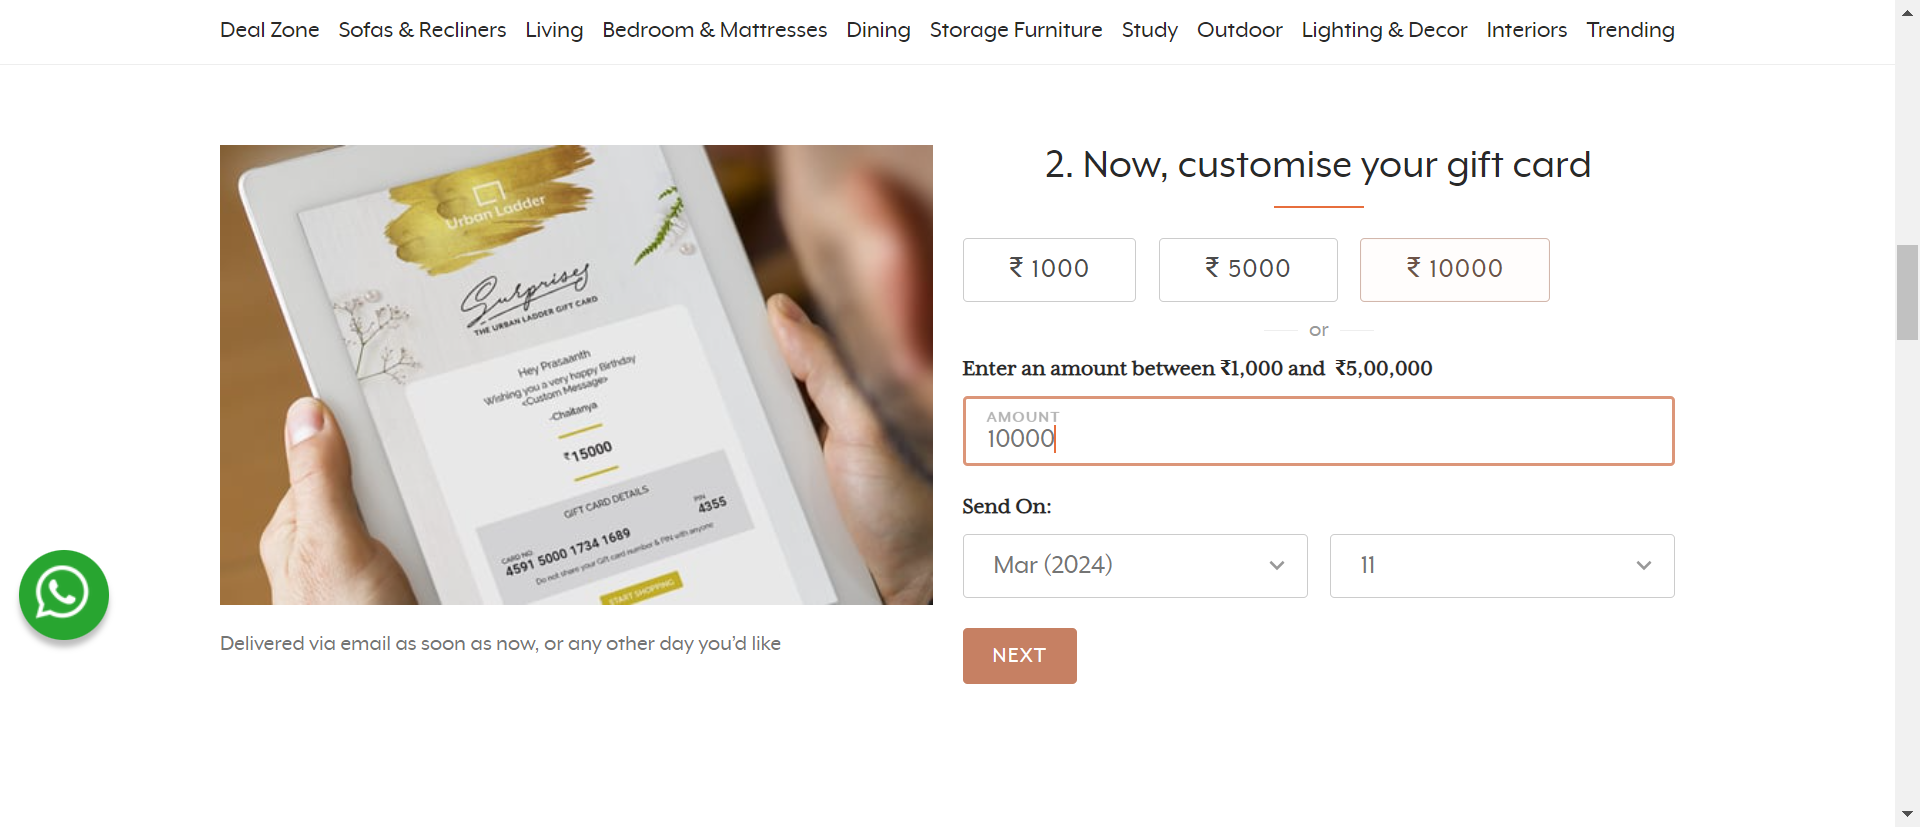 Deal Zone Sofas & Recliners Living Bedroom & Mattresses Dining Storage Furniture Study Outdoor Lighting & Decor Interiors Trending
Urban Ladder
Surprises
THE URBAN LADDER GIFT CARD
Hey Prasaanth
Wishing you a very happy Birthday
<Custom Message>
-Chaitanya
₹15000
GIFT CARD DETAILS
CARD NO. PIN
4591 5000 1734 1689 4355
Do not share your Gift card number & PIN with anyone
START SHOPPING
Delivered via email as soon as now, or any other day you’d like
2. Now, customise your gift card
₹ 1000 ₹ 5000 ₹ 10000
or
Enter an amount between ₹1,000 and ₹5,00,000
AMOUNT
10000
Send On:
Mar (2024) 11
NEXT